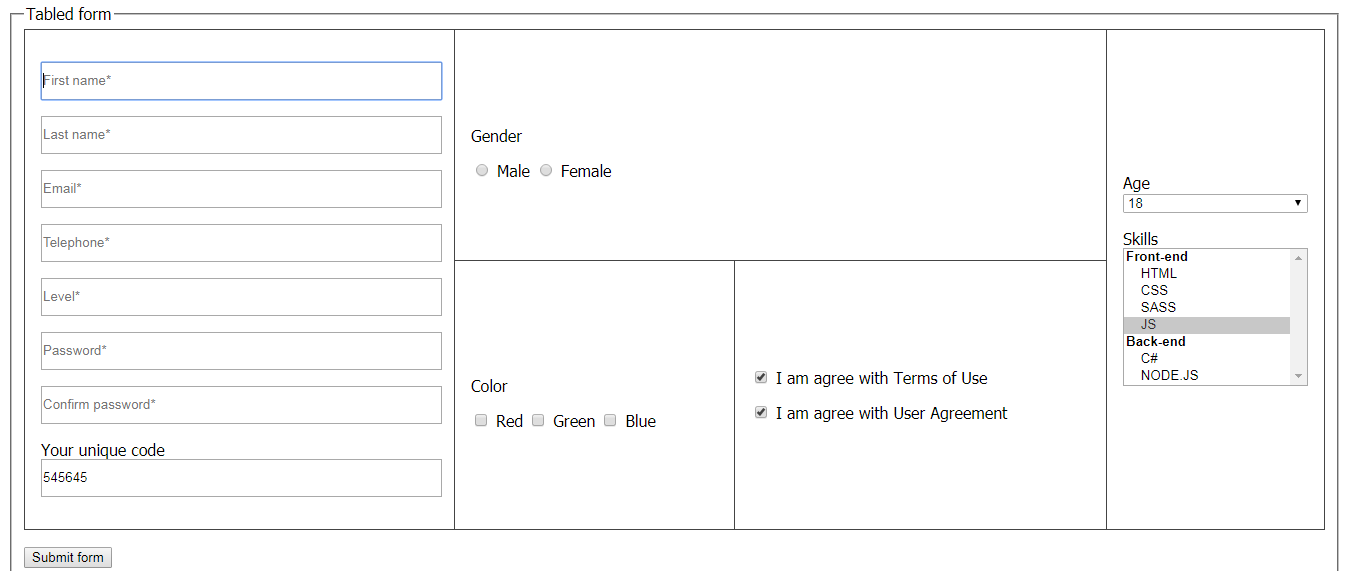 Tabled form
First name*
Last name*
Email*
Telephone*
Level*
Password*
Confirm password*
Your unique code
545645
Gender
Male Female
Color
Red Green Blue
I am agree with Terms of Use
I am agree with User Agreement
Age
18
Skills
Front-end
HTML
CSS
SASS
JS
Back-end
C#
NODE.JS
Submit form